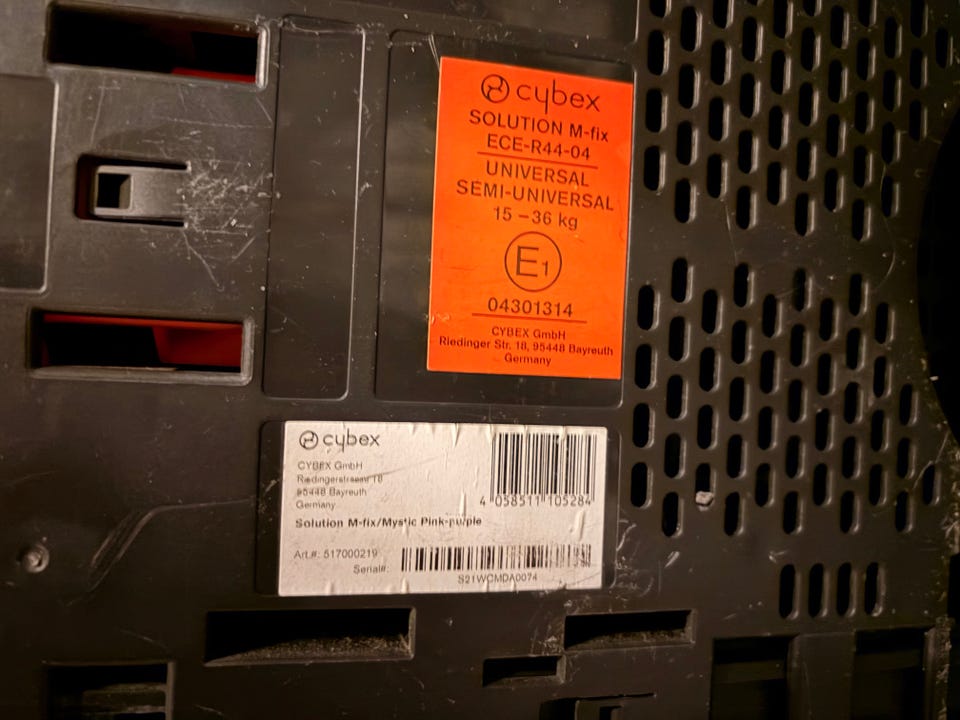 cybex
SOLUTION M-fix
ECE-R44-04
UNIVERSAL
SEMI-UNIVERSAL
15 – 36 kg
E1
04301314
CYBEX GmbH
Riedinger Str. 18, 95448 Bayreuth
Germany
cybex
CYBEX GmbH
Riedingerstrasse 18
95448 Bayreuth
Germany
4 058511 105284
Solution M-fix/Mystic Pink-purple
Art.#: 517000219
Serial#:
S21WCMDA0074